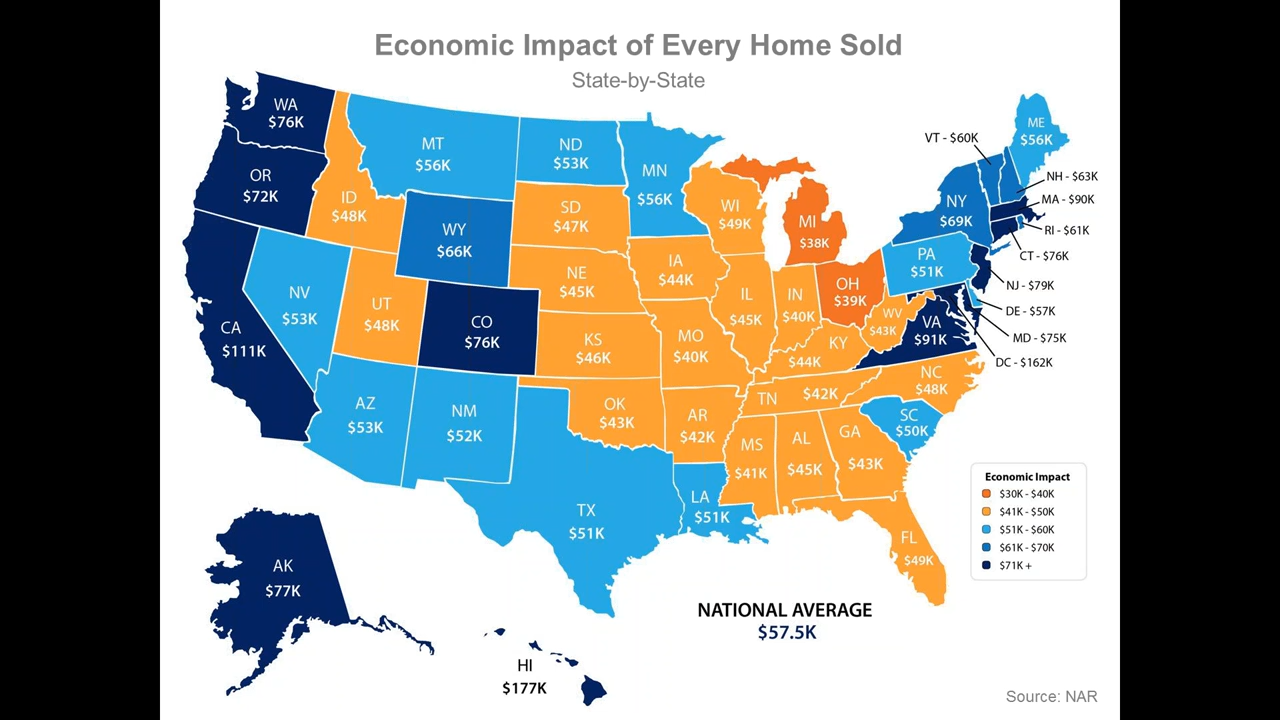 Economic Impact of Every Home Sold
State-by-State
WA
$76K
OR
$72K
CA
$111K
ID
$48K
NV
$53K
MT
$56K
WY
$66K
UT
$48K
CO
$76K
AZ
$53K
NM
$52K
ND
$53K
SD
$47K
NE
$45K
KS
$46K
OK
$43K
TX
$51K
MN
$56K
IA
$44K
MO
$40K
AR
$42K
LA
$51K
WI
$49K
IL
$45K
IN
$40K
MI
$38K
OH
$39K
KY
$44K
TN $42K
MS
$41K
AL
$45K
GA
$43K
FL
$49K
SC
$50K
NC
$48K
WV
$43K
VA
$91K
PA
$51K
NY
$69K
ME
$56K
VT - $60K
NH - $63K
MA - $90K
RI - $61K
CT - $76K
NJ - $79K
DE - $57K
MD - $75K
DC - $162K
AK
$77K
HI
$177K
NATIONAL AVERAGE
$57.5K
Economic Impact
$30K - $40K
$41K - $50K
$51K - $60K
$61K - $70K
$71K +
Source: NAR